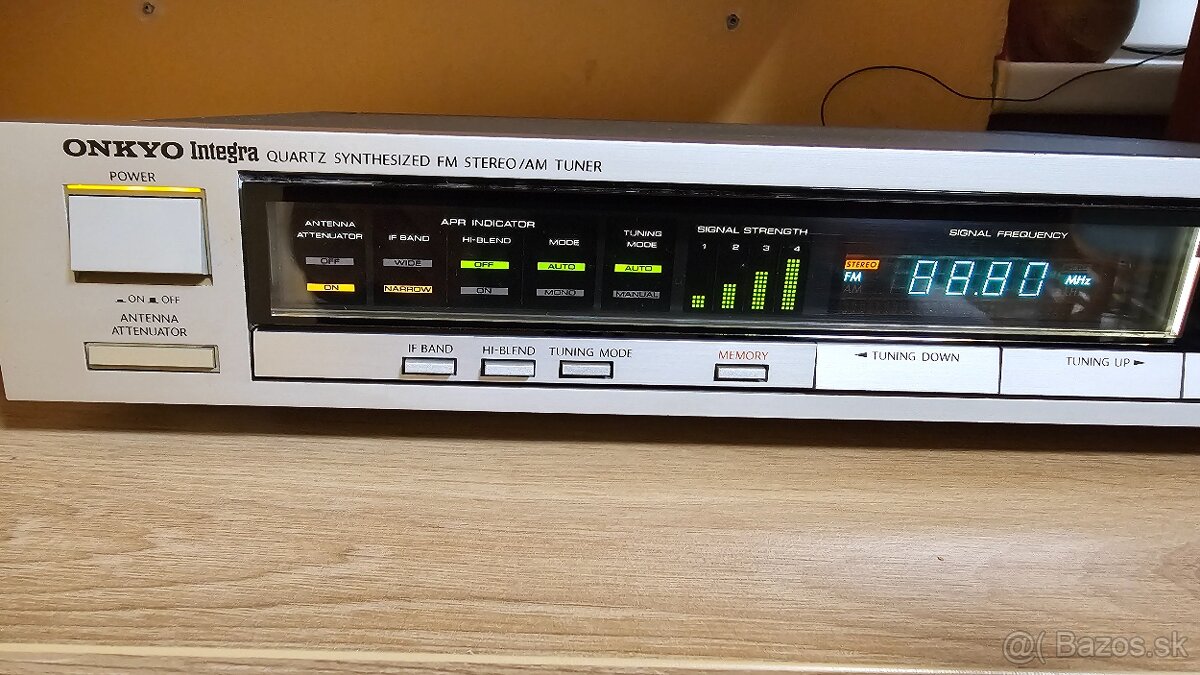 ONKYO Integra QUARTZ SYNTHESIZED FM STEREO/AM TUNER
POWER
ON OFF
ANTENNA
ATTENUATOR
ANTENNA
ATTENUATOR
OFF
ON
APR INDICATOR
IF BAND
WIDE
NARROW
HI-BLEND
OFF
ON
MODE
AUTO
MONO
TUNING
MODE
AUTO
MANUAL
SIGNAL STRENGTH
1 2 3 4
SIGNAL FREQUENCY
STEREO
FM
AM
88.80 MHz
IF BAND
HI-BLEND
TUNING MODE
MEMORY
TUNING DOWN
TUNING UP
@( Bazos.sk